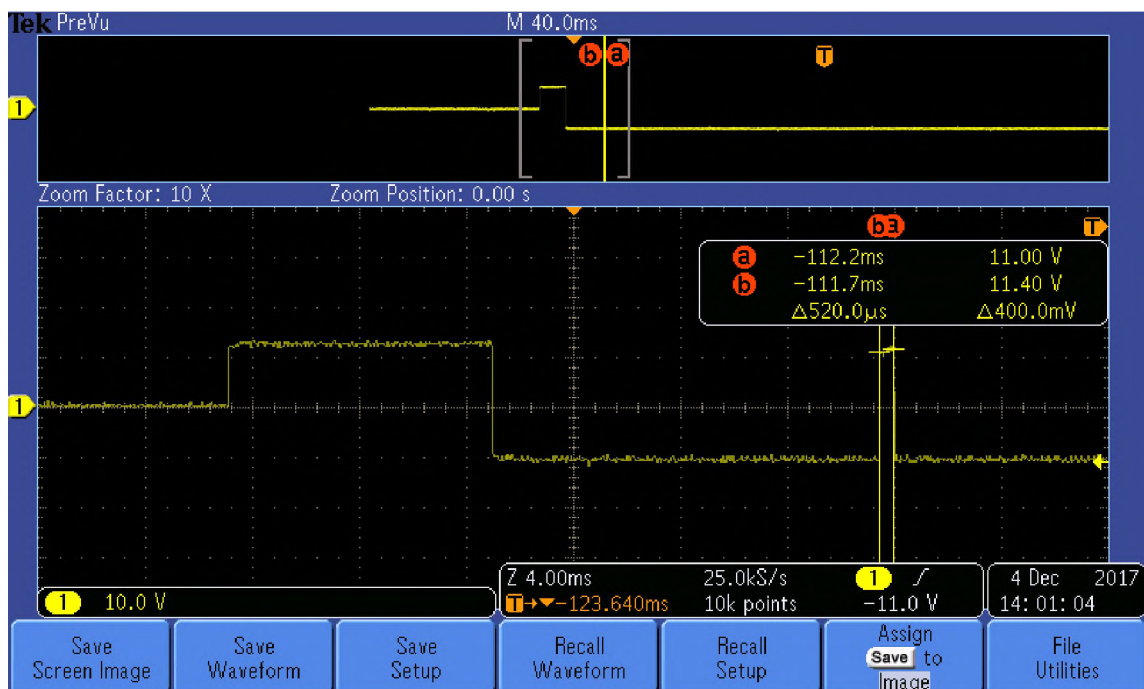 Tek PreVu M 40.0ms
b a T
1
Zoom Factor: 10 X Zoom Position: 0.00 s
b a T
a -112.2ms 11.00 V
b -111.7ms 11.40 V
△520.0µs △400.0mV
1
1 10.0 V
Z 4.00ms 25.0kS/s 1
T→▼-123.640ms 10k points -11.0 V
4 Dec 2017
14:01:04
Save Screen Image
Save Waveform
Save Setup
Recall Waveform
Recall Setup
Assign Save to Image
File Utilities